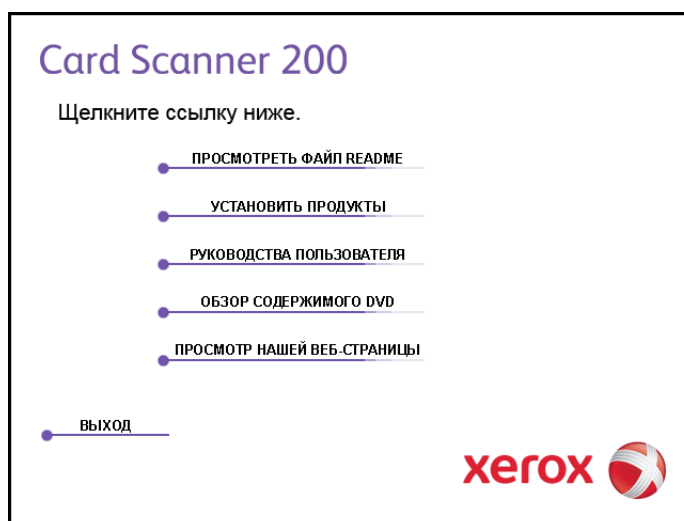 Card Scanner 200
Щелкните ссылку ниже.
ПРОСМОТРЕТЬ ФАЙЛ README
УСТАНОВИТЬ ПРОДУКТЫ
РУКОВОДСТВА ПОЛЬЗОВАТЕЛЯ
ОБЗОР СОДЕРЖИМОГО DVD
ПРОСМОТР НАШЕЙ ВЕБ-СТРАНИЦЫ
ВЫХОД
xerox